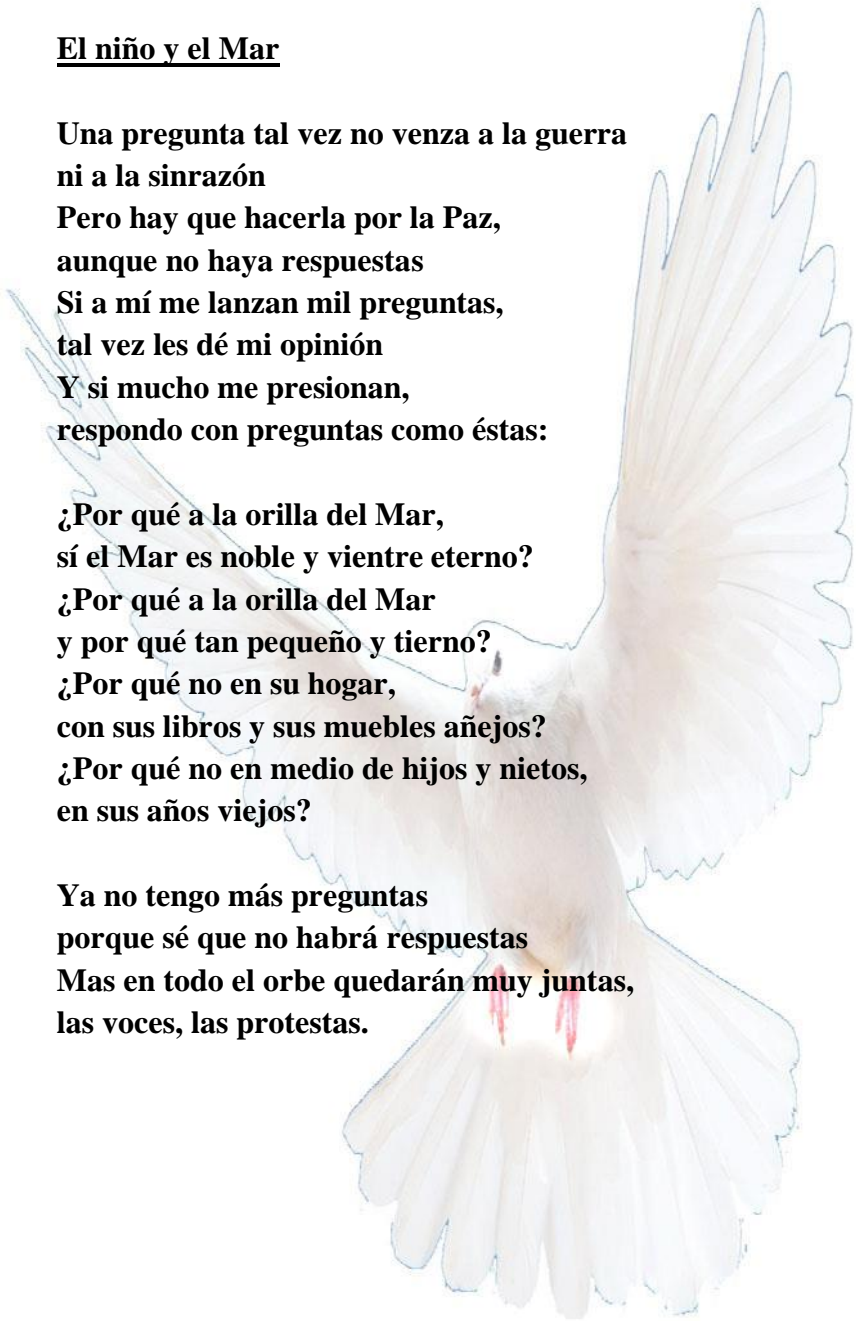 El niño y el Mar
Una pregunta tal vez no venza a la guerra
ni a la sinrazón
Pero hay que hacerla por la Paz,
aunque no haya respuestas
Si a mí me lanzan mil preguntas,
tal vez les dé mi opinión
Y si mucho me presionan,
respondo con preguntas como éstas:
¿Por qué a la orilla del Mar,
sí el Mar es noble y vientre eterno?
¿Por qué a la orilla del Mar
y por qué tan pequeño y tierno?
¿Por qué no en su hogar,
con sus libros y sus muebles añejos?
¿Por qué no en medio de hijos y nietos,
en sus años viejos?
Ya no tengo más preguntas
porque sé que no habrá respuestas
Mas en todo el orbe quedarán muy juntas,
las voces, las protestas.